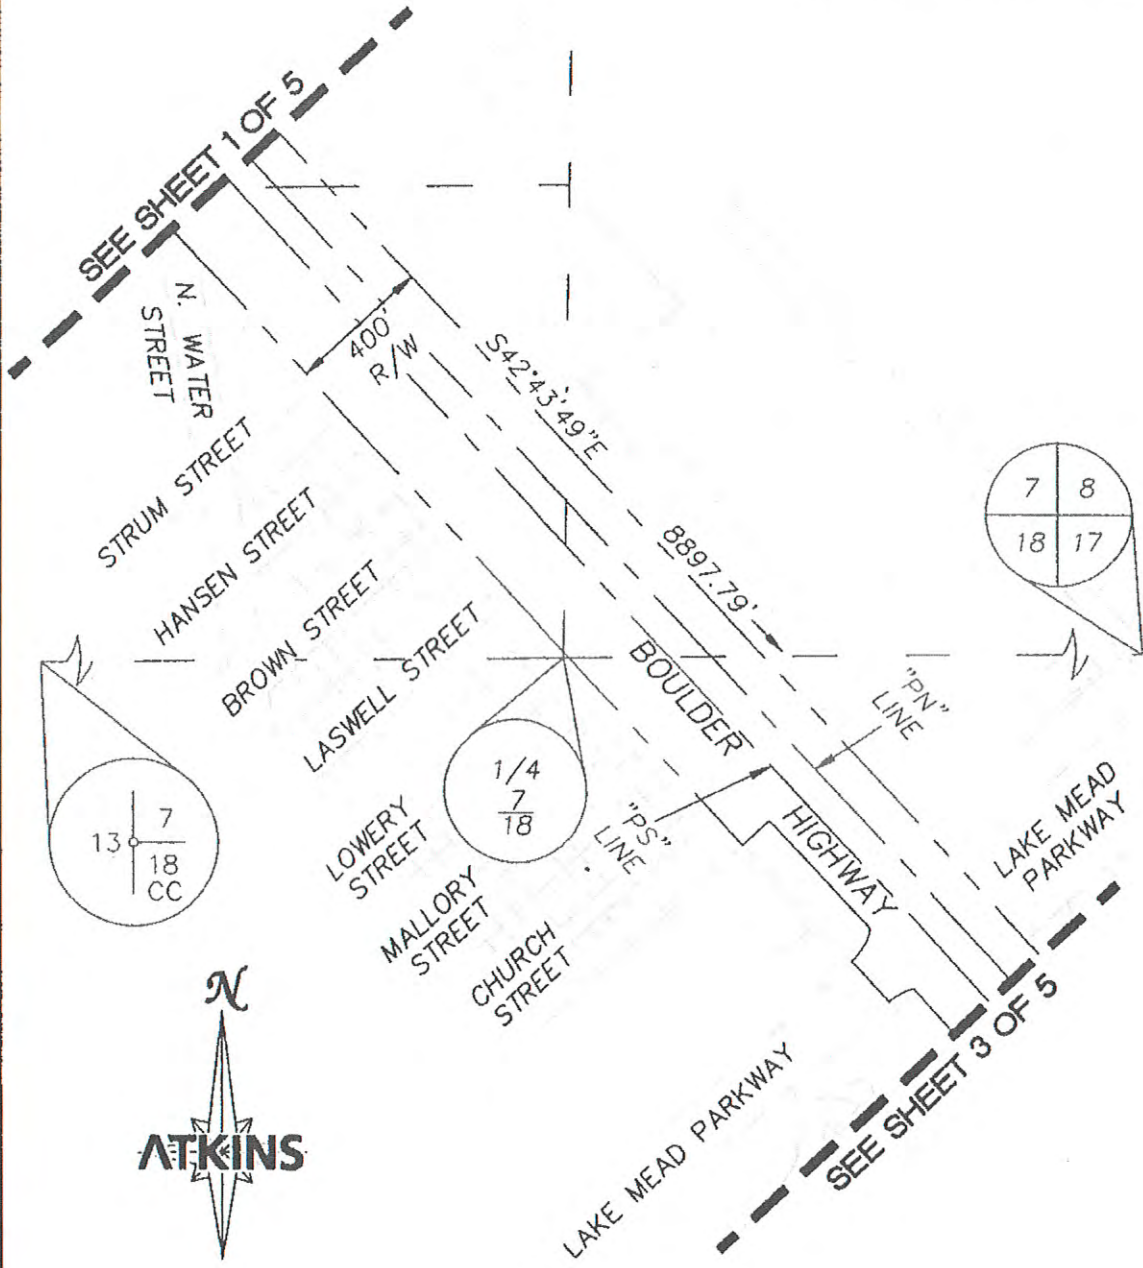 SEE SHEET 1 OF 5
N. WATER
STREET
400'
R/W
S42°43'49"E
STRUM STREET
HANSEN STREET
BROWN STREET
LASWELL STREET
8897.79'
7 8
18 17
BOULDER
HIGHWAY
"PN"
LINE
"PS"
LINE
1/4
7
18
13 7
18
CC
LOWERY
STREET
MALLORY
STREET
CHURCH
STREET
LAKE MEAD
PARKWAY
N
ATKINS
LAKE MEAD PARKWAY
SEE SHEET 3 OF 5